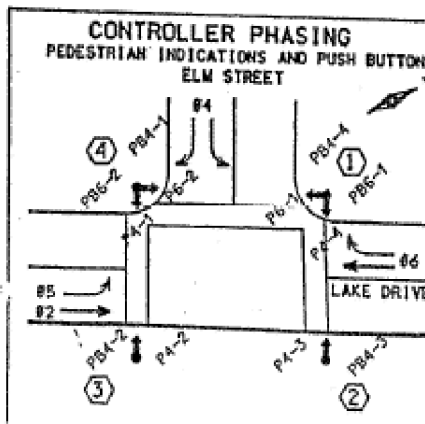 CONTROLLER PHASING
PEDESTRIAN INDICATIONS AND PUSH BUTTON
ELM STREET
Ø4
4
PB4-1
PB6-2
P6-2
P4-1
PB4-4
1
PB6-1
P6-1
P4-4
Ø6
LAKE DRIVE
Ø5
Ø2
PB4-2
P4-2
P4-3
PB4-3
3
2